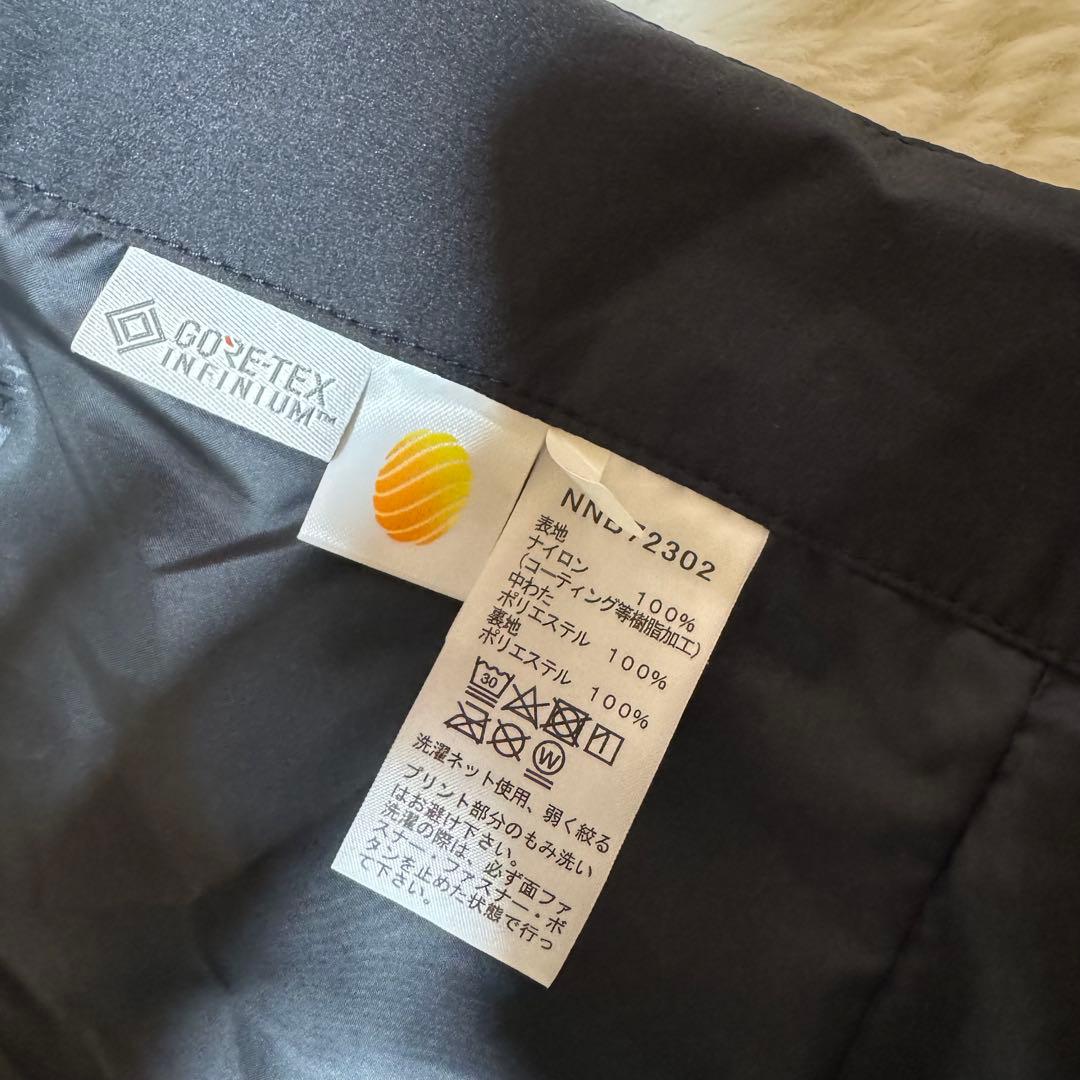 GORE-TEX
INFINIUM™
NNB72302
表地
ナイロン 100%
(コーティング等樹脂加工)
中わた
ポリエステル 100%
裏地
ポリエステル 100%
30
W
洗濯ネット使用、弱く絞る
プリント部分のもみ洗い
はお避け下さい。
洗濯の際は、必ず面ファ
スナー・ファスナー・ボ
タンを止めた状態で行っ
て下さい。